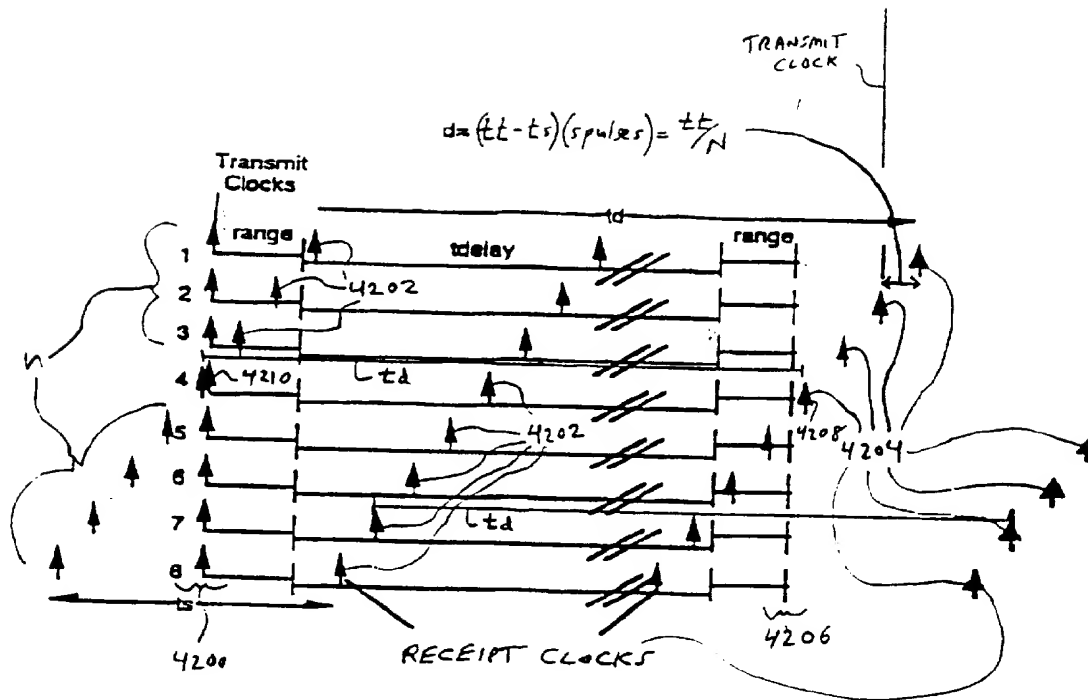 TRANSMIT
CLOCK
d=(tt-ts)(spulses)=tt/N
Transmit
Clocks
td
range
tdelay
range
1
2
4202
3
n
td
4
4210
5
4202
4208
4204
6
7
td
8
ts
4200
4206
RECEIPT CLOCKS